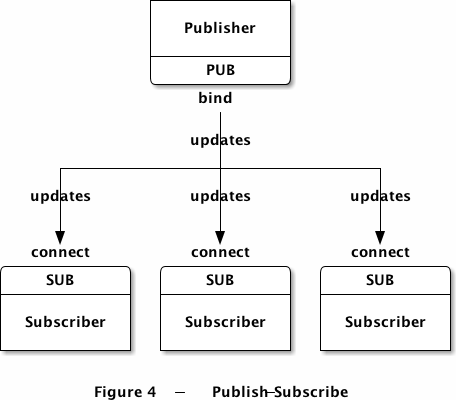 Publisher
PUB
bind
updates
updates updates updates
connect connect connect
SUB SUB SUB
Subscriber Subscriber Subscriber
Figure 4 – Publish-Subscribe